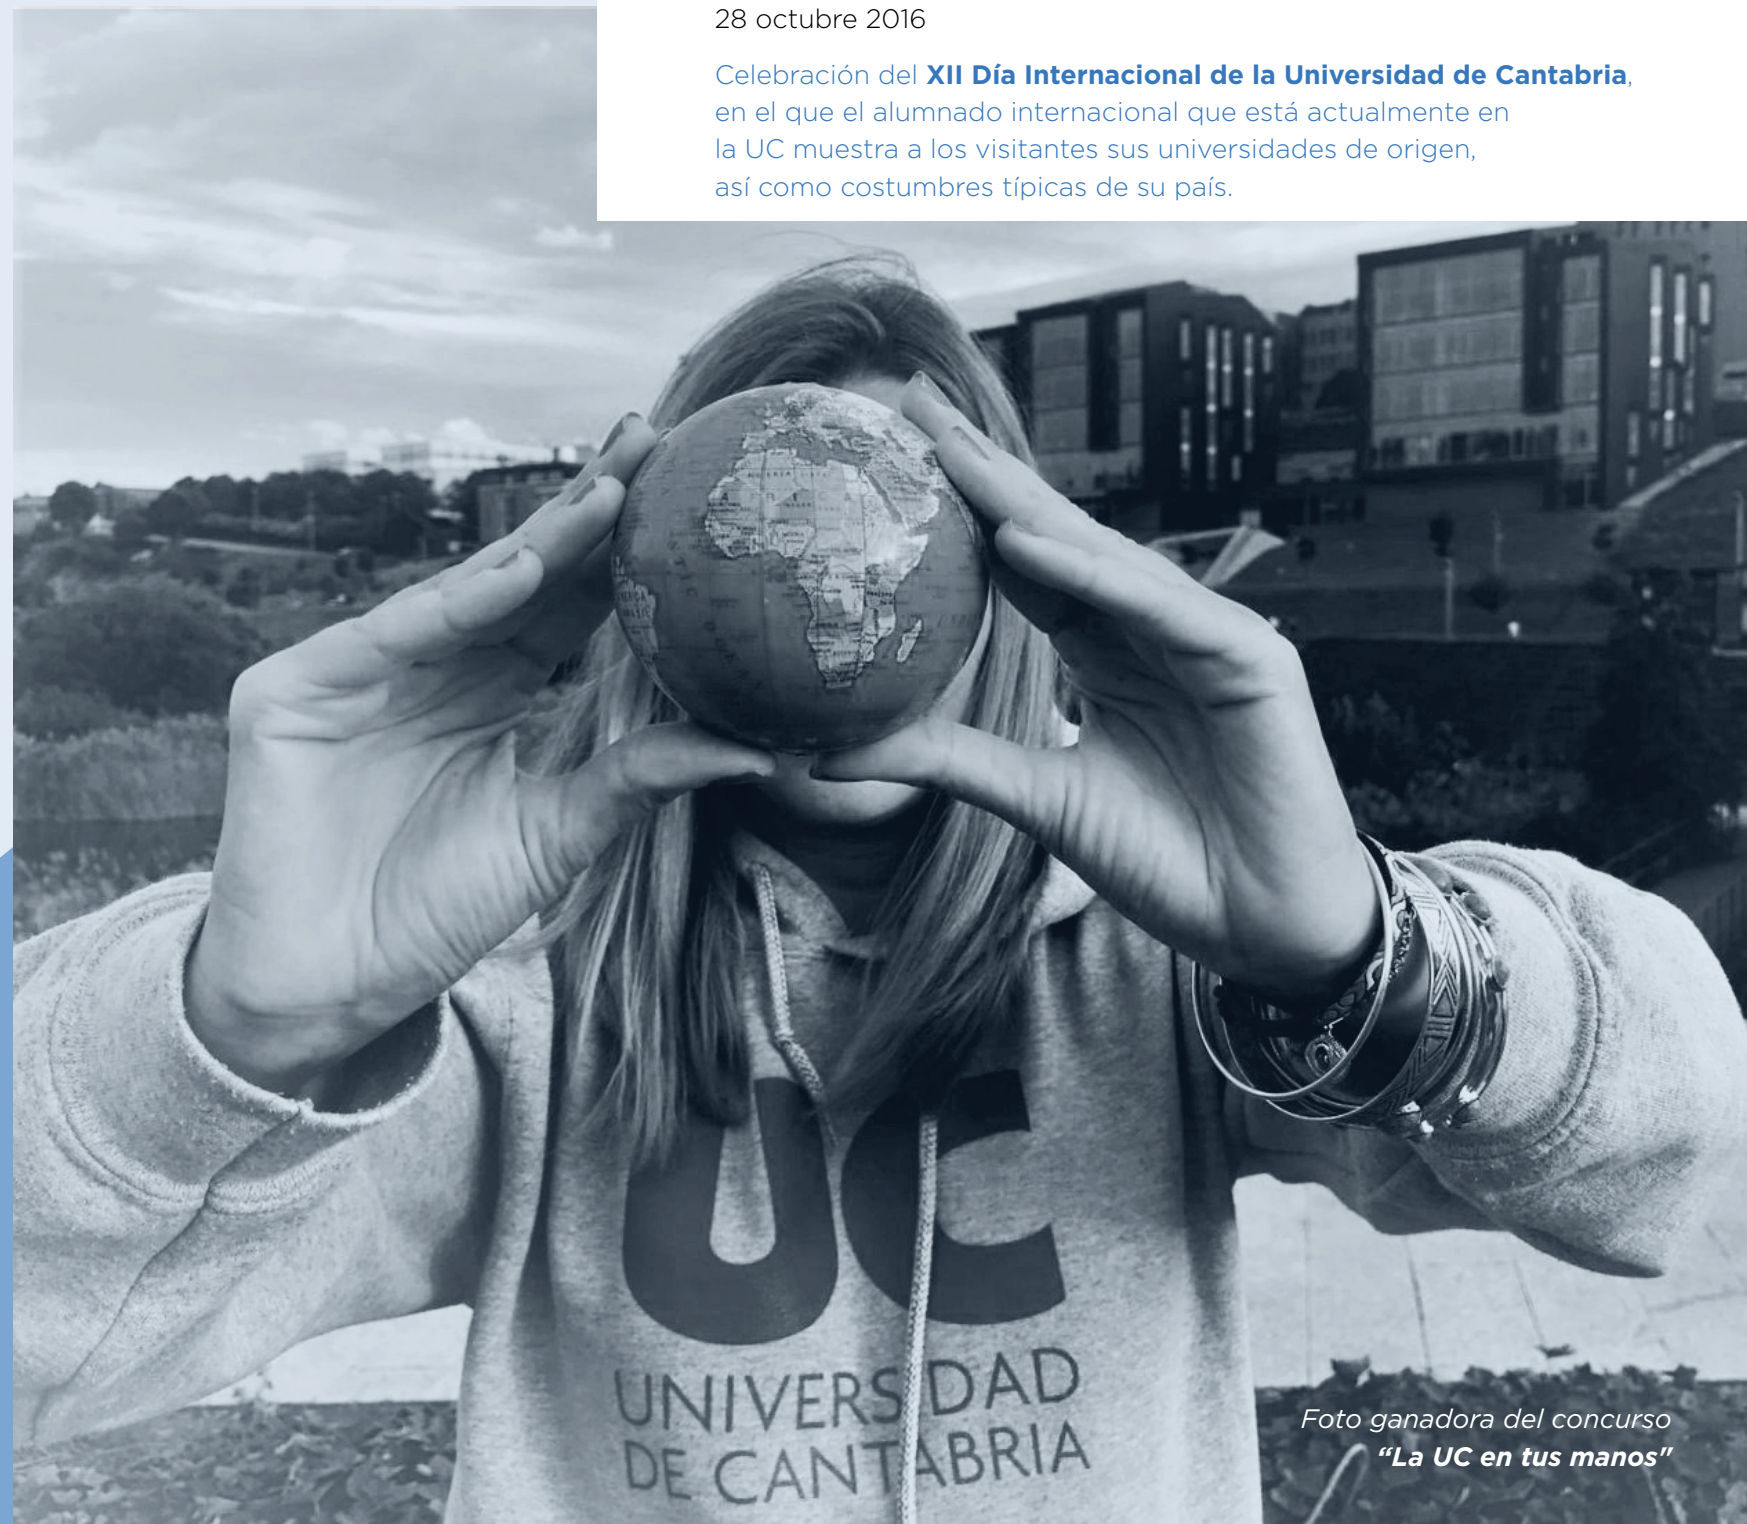 28 octubre 2016
Celebración del XII Día Internacional de la Universidad de Cantabria,
en el que el alumnado internacional que está actualmente en
la UC muestra a los visitantes sus universidades de origen,
así como costumbres típicas de su país.
UC
UNIVERSIDAD
DE CANTABRIA
Foto ganadora del concurso
“La UC en tus manos"